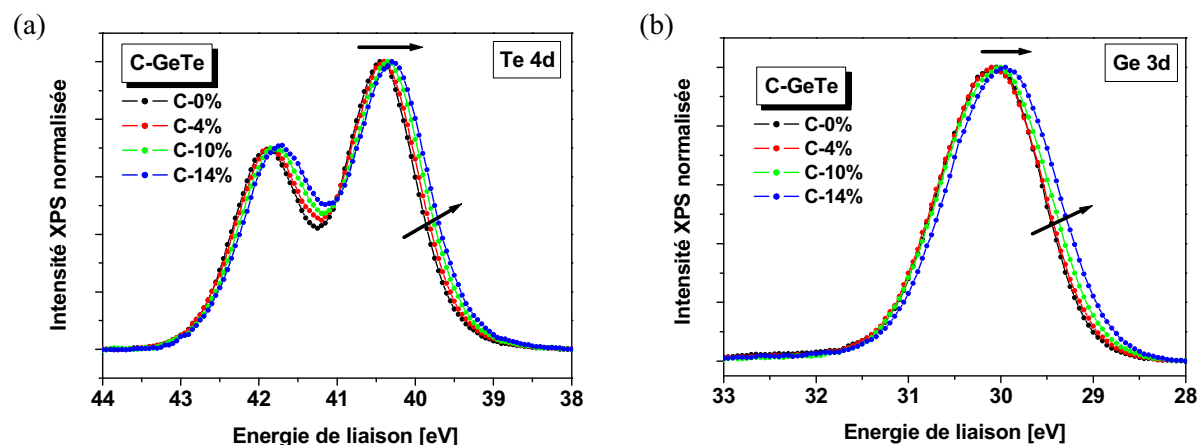 (a)
C-GeTe
Te 4d
C-0%
C-4%
C-10%
C-14%
Intensité XPS normalisée
44 43 42 41 40 39 38
Energie de liaison [eV]
(b)
C-GeTe
Ge 3d
C-0%
C-4%
C-10%
C-14%
Intensité XPS normalisée
33 32 31 30 29 28
Energie de liaison [eV]